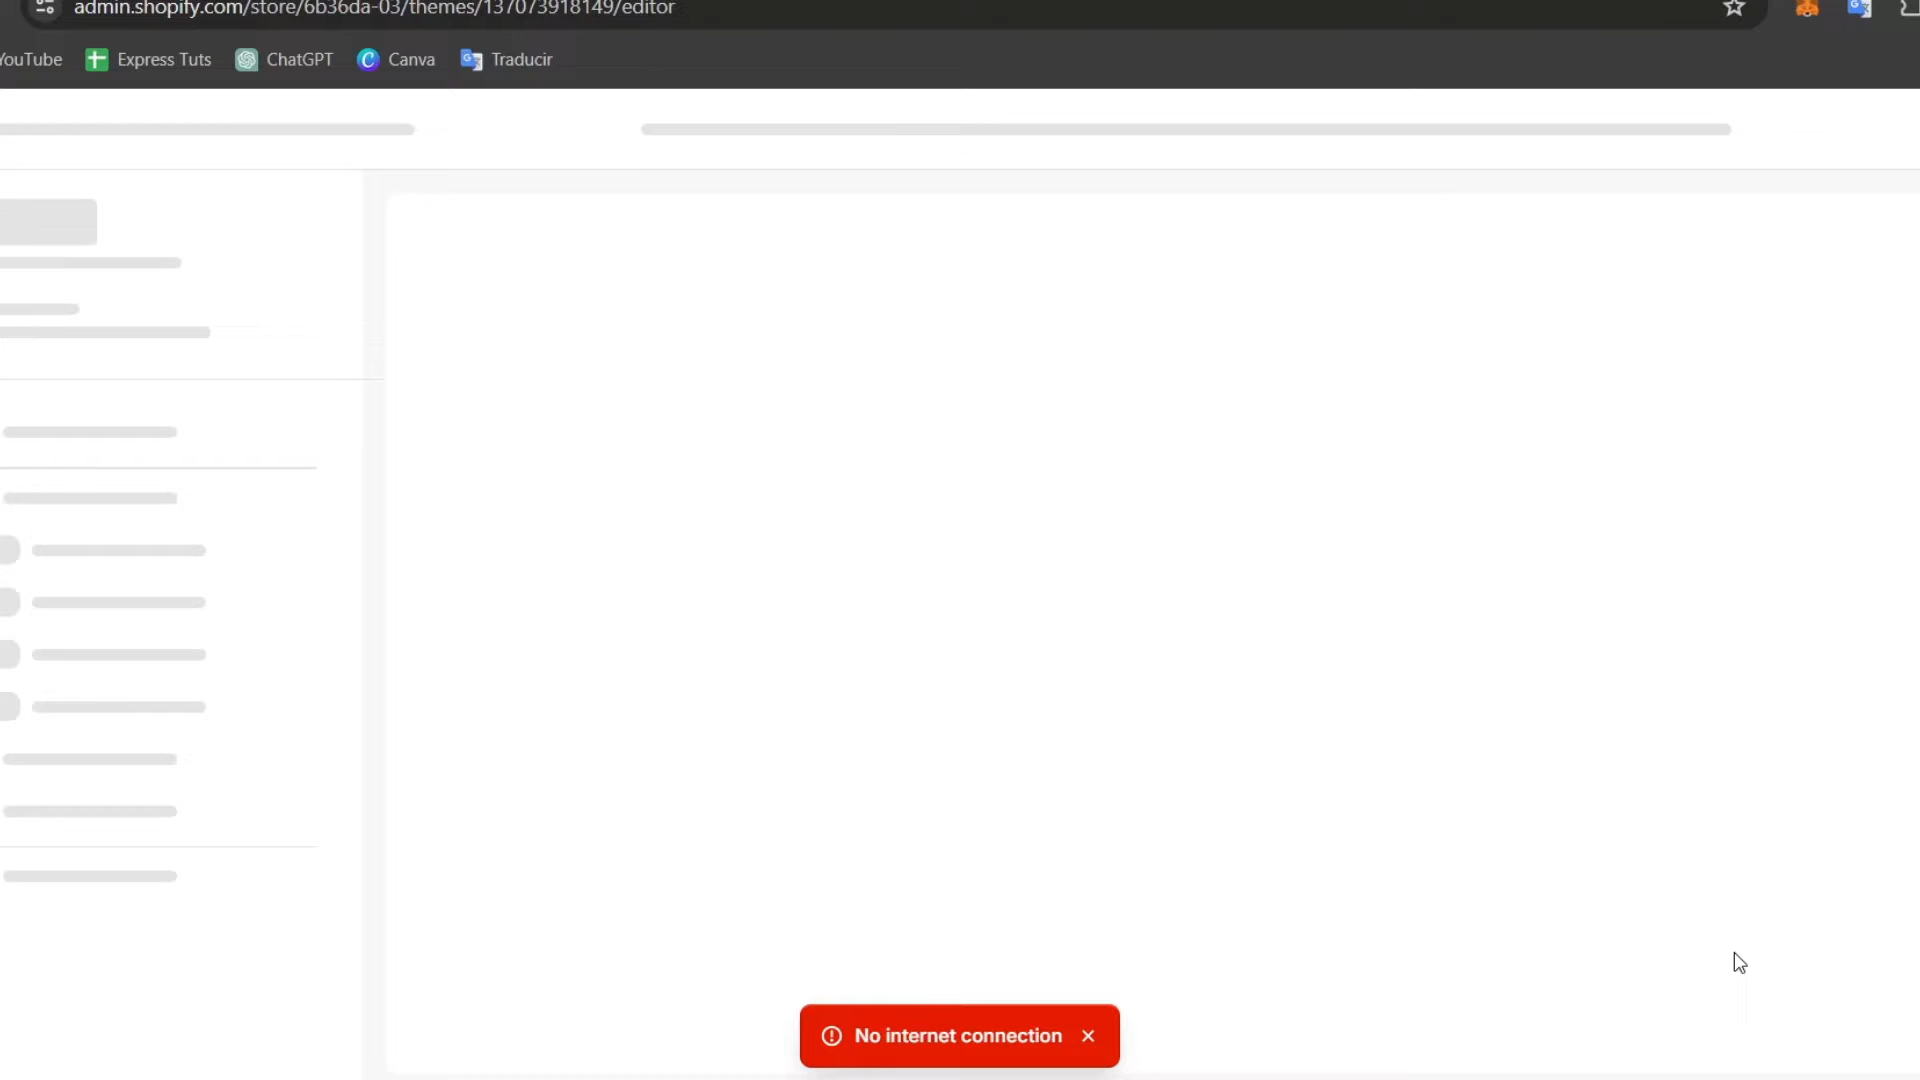 admin.shopify.com/store/6b36da-03/themes/137073918149/editor
YouTube Express Tuts ChatGPT Canva Traducir
No internet connection